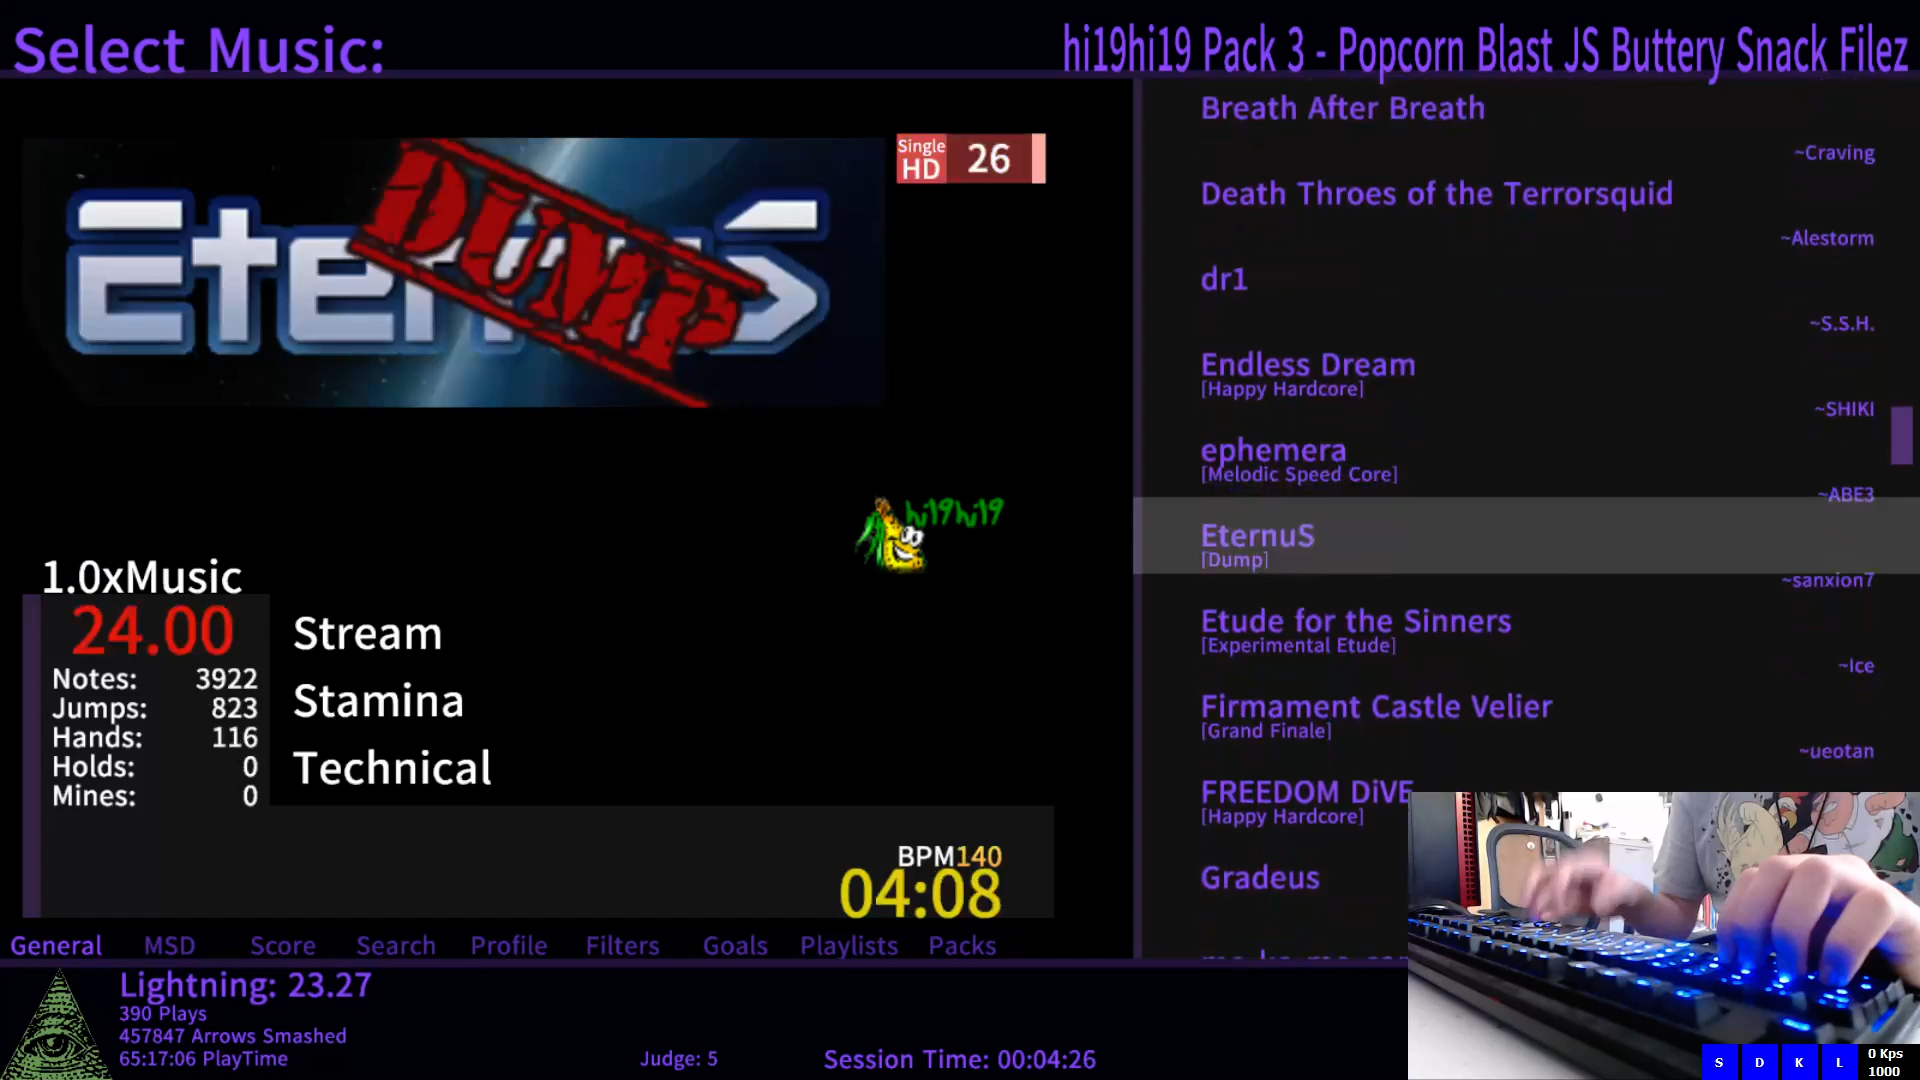 Select Music:
hi19hi19 Pack 3 - Popcorn Blast JS Buttery Snack Filez
DUMP
Single
HD
26
hi19hi19
1.0xMusic
24.00
Notes: 3922
Jumps: 823
Hands: 116
Holds: 0
Mines: 0
Stream
Stamina
Technical
BPM140
04:08
Breath After Breath
~Craving
Death Throes of the Terrorsquid
~Alestorm
dr1
~S.S.H.
Endless Dream
[Happy Hardcore]
~SHIKI
ephemera
[Melodic Speed Core]
~ABE3
EternuS
[Dump]
~sanxion7
Etude for the Sinners
[Experimental Etude]
~Ice
Firmament Castle Velier
[Grand Finale]
~ueotan
FREEDOM DiVE
[Happy Hardcore]
Gradeus
General MSD Score Search Profile Filters Goals Playlists Packs
Lightning: 23.27
390 Plays
457847 Arrows Smashed
65:17:06 PlayTime
Judge: 5
Session Time: 00:04:26
S D K L
0 Kps
1000